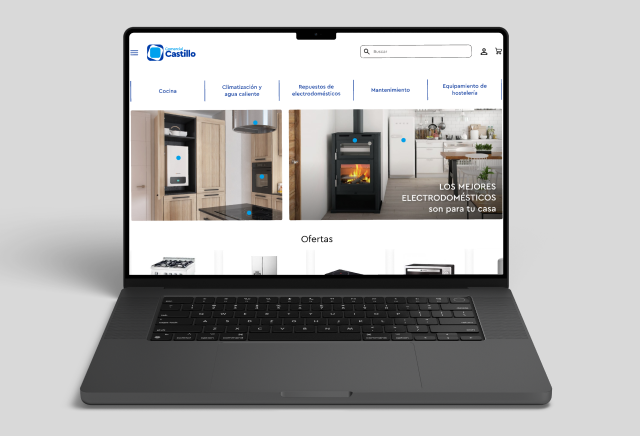 comercial
Castillo
Buscar
Cocina
Climatización y
agua caliente
Repuestos de
electrodomésticos
Mantenimiento
Equipamiento de
hostelería
LOS MEJORES
ELECTRODOMÉSTICOS
son para tu casa
Ofertas